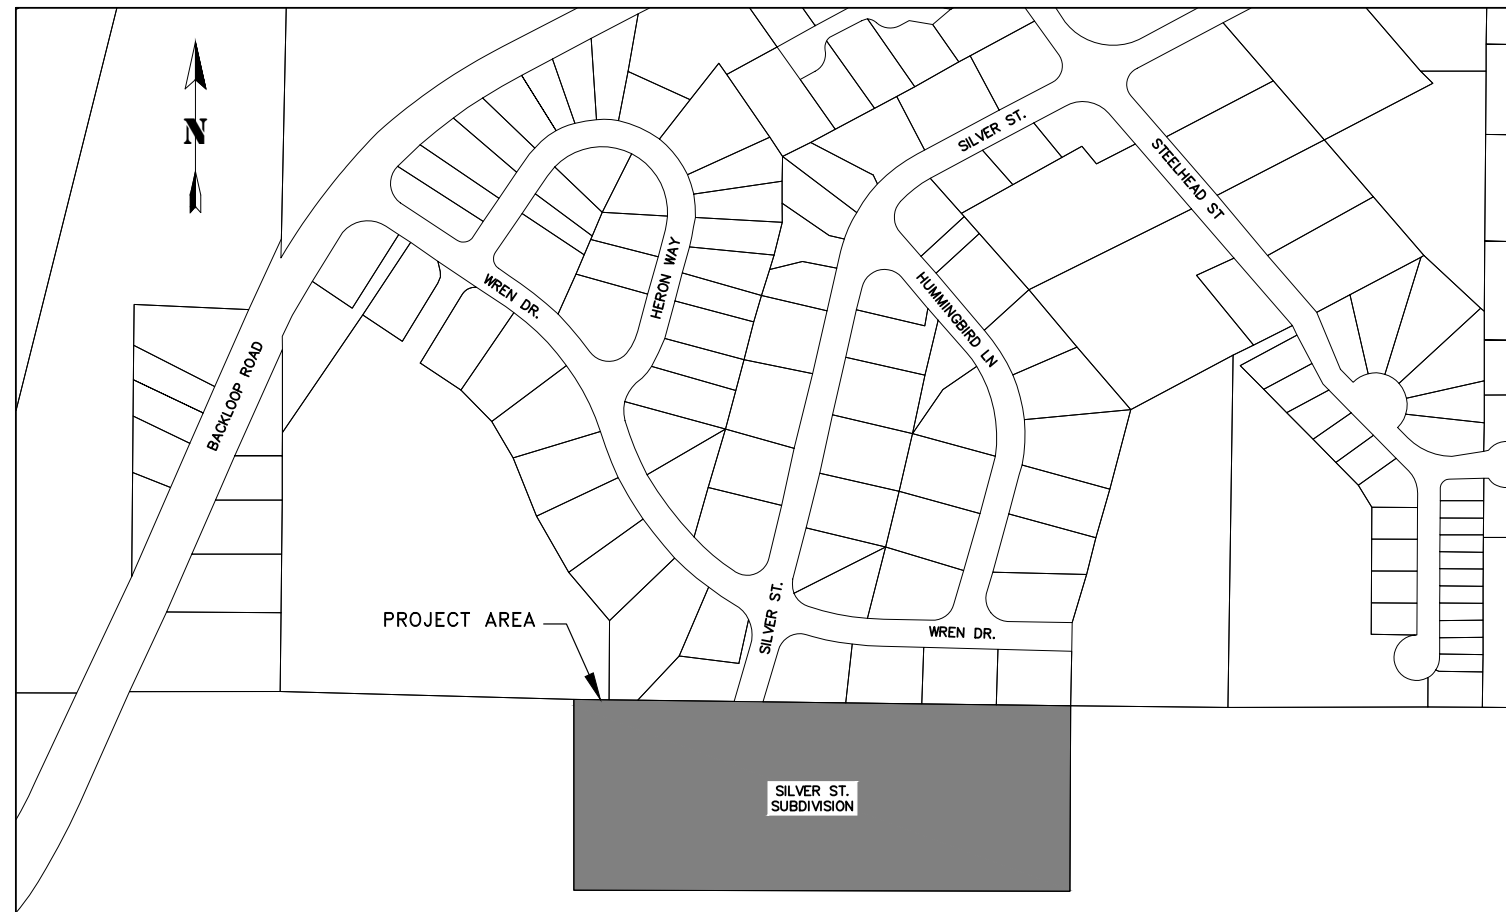 N
SILVER ST.
STEELHEAD ST
HERON WAY
WREN DR.
HUMMINGBIRD LN
BACKLOOP ROAD
PROJECT AREA
SILVER ST.
WREN DR.
SILVER ST.
SUBDIVISION